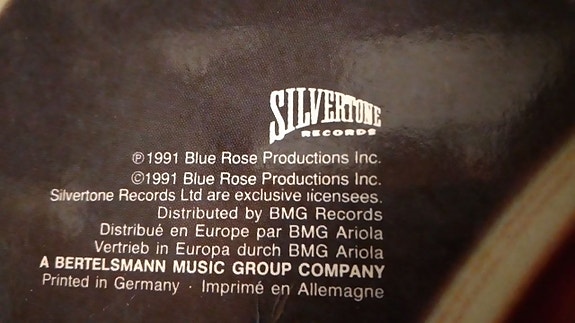 SILVERTONE
RECORDS
℗1991 Blue Rose Productions Inc.
©1991 Blue Rose Productions Inc.
Silvertone Records Ltd are exclusive licensees.
Distributed by BMG Records
Distribué en Europe par BMG Ariola
Vertrieb in Europa durch BMG Ariola
A BERTELSMANN MUSIC GROUP COMPANY
Printed in Germany · Imprimé en Allemagne